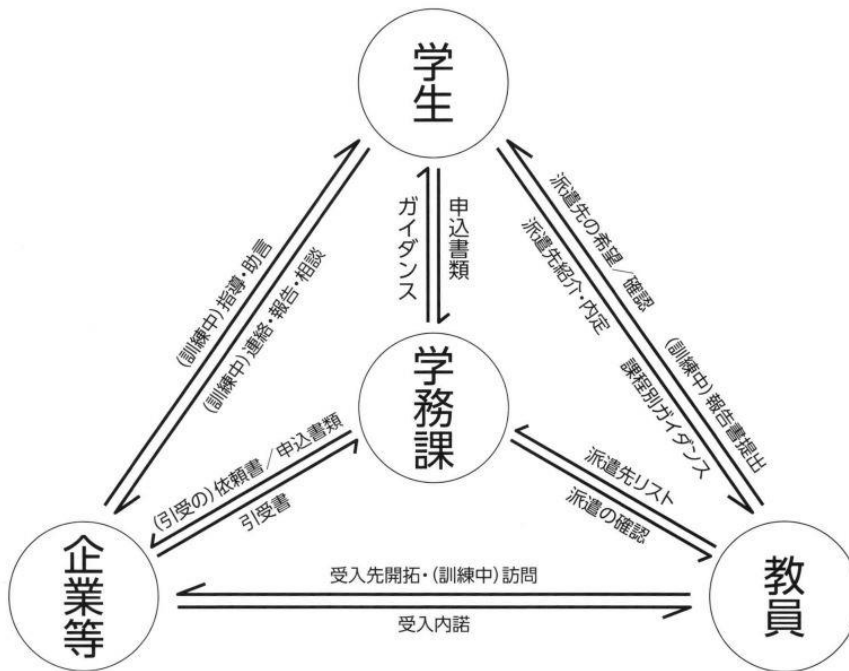 学生
ガイダンス
申込書類
(訓練中)指導・助言
(訓練中)連絡・報告・相談
派遣先の希望/確認
(訓練中)報告書提出
派遣先紹介・内定
課程別ガイダンス
学務課
(引受の)依頼書/申込書類
引受書
派遣先リスト
派遣の確認
企業等
受入先開拓・(訓練中)訪問
受入内諾
教員